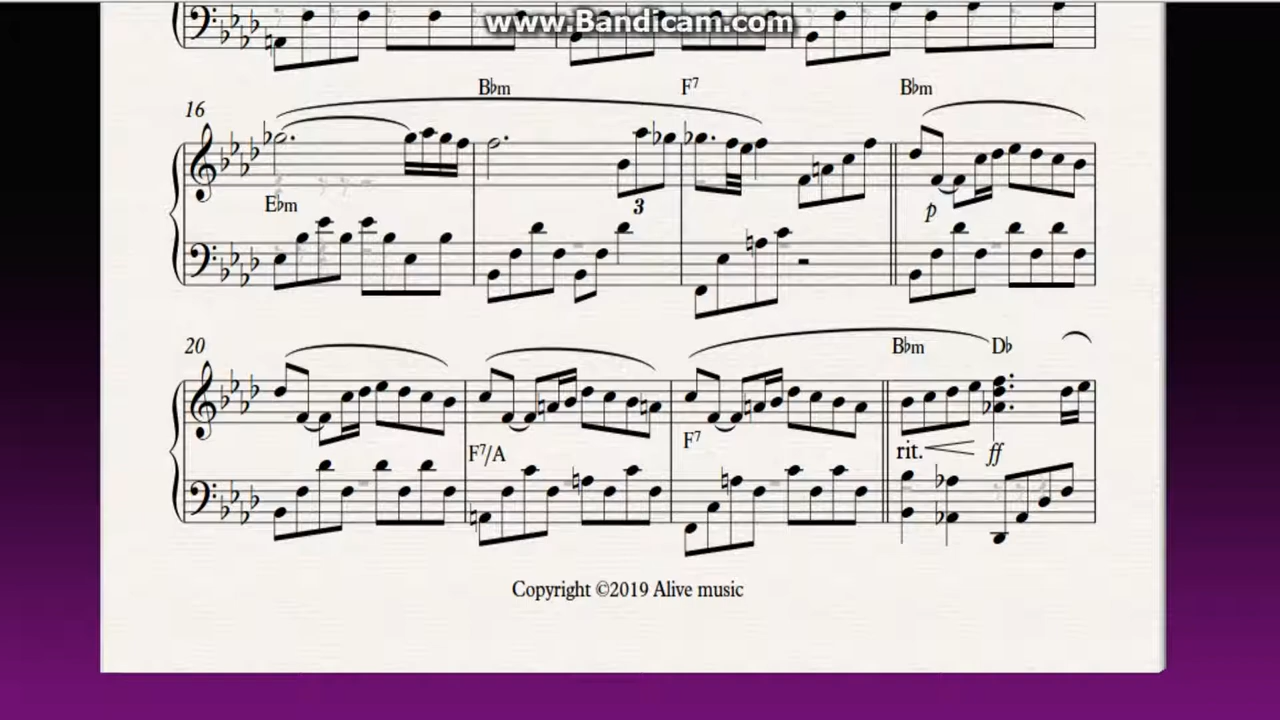 www.Bandicam.com
B♭m F⁷ B♭m
16
3
p
E♭m
20
B♭m D♭
F⁷/A
F⁷
rit.
ff
Copyright ©2019 Alive music